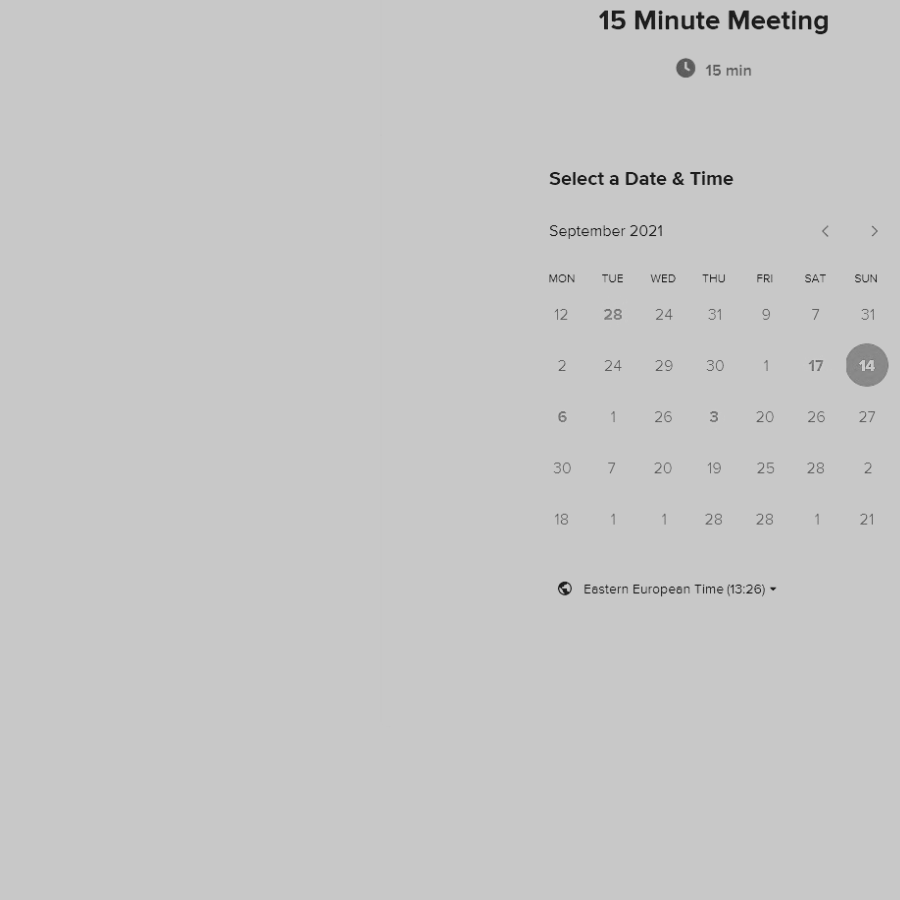 15 Minute Meeting
15 min
Select a Date & Time
September 2021
MON TUE WED THU FRI SAT SUN
12 28 24 31 9 7 31
2 24 29 30 1 17 14
6 1 26 3 20 26 27
30 7 20 19 25 28 2
18 1 1 28 28 1 21
Eastern European Time (13:26)